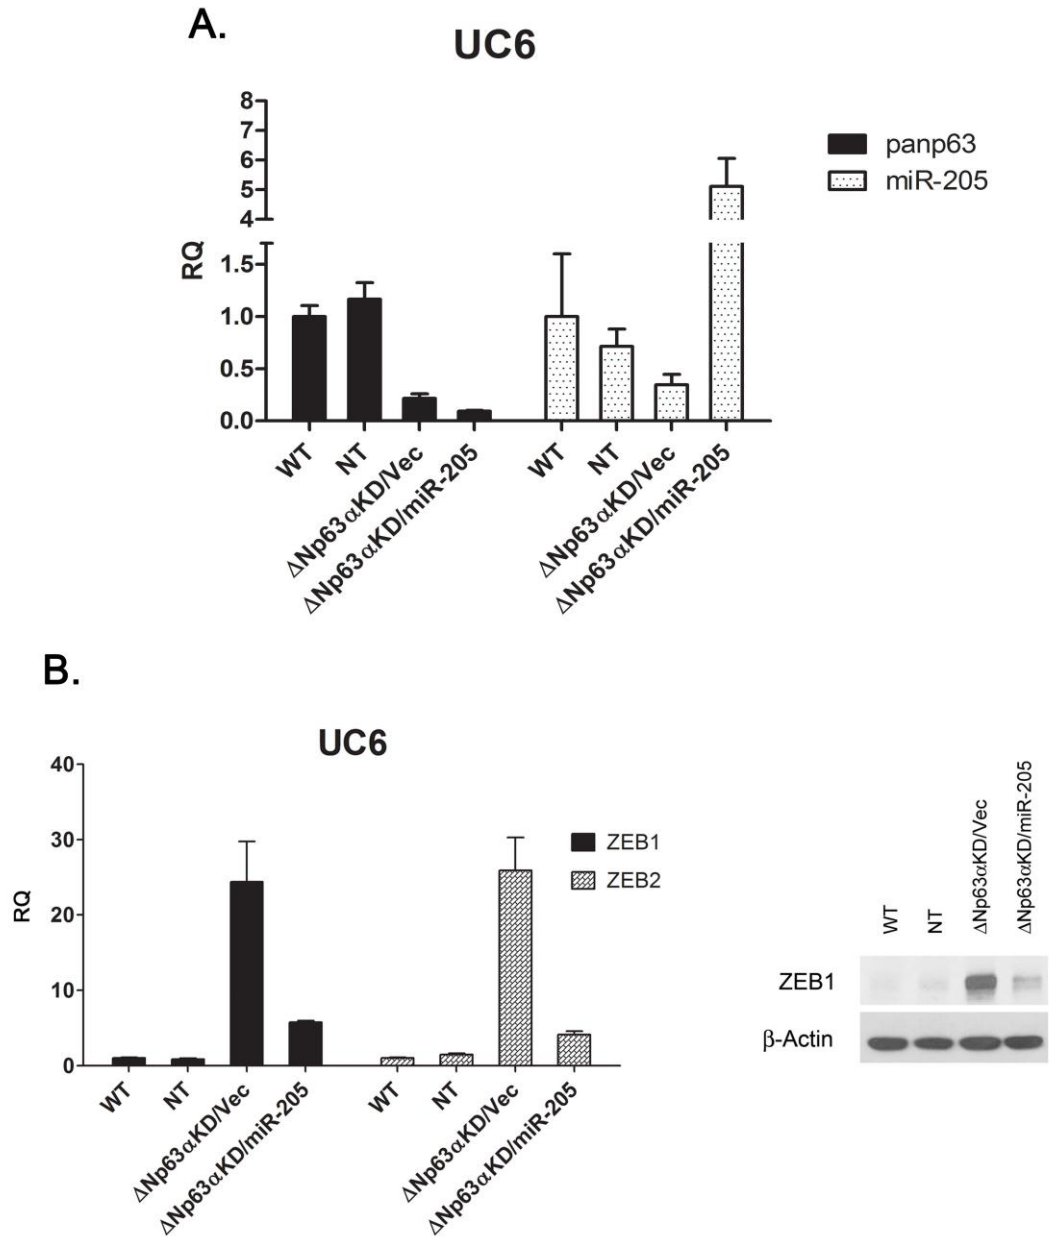 A.
UC6
8
7
6
5
4
1.5
1.0
0.5
0.0
RQ
panp63
miR-205
WT
NT
ΔNp63αKD/Vec
ΔNp63αKD/miR-205
WT
NT
ΔNp63αKD/Vec
ΔNp63αKD/miR-205
B.
UC6
40
30
20
10
0
RQ
ZEB1
ZEB2
WT
NT
ΔNp63αKD/Vec
ΔNp63αKD/miR-205
WT
NT
ΔNp63αKD/Vec
ΔNp63αKD/miR-205
WT
NT
ΔNp63αKD/Vec
ΔNp63αKD/miR-205
ZEB1
β-Actin